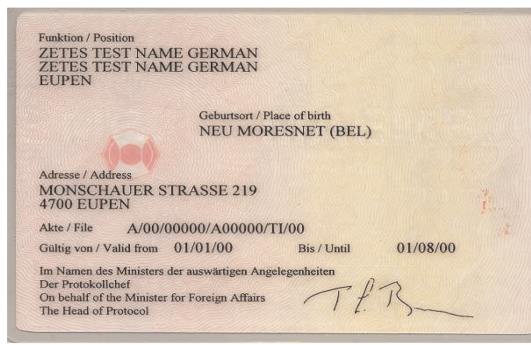 Funktion / Position
ZETES TEST NAME GERMAN
ZETES TEST NAME GERMAN
EUPEN
Geburtsort / Place of birth
NEU MORESNET (BEL)
Adresse / Address
MONSCHAUER STRASSE 219
4700 EUPEN
Akte / File A/00/00000/A00000/TI/00
Gültig von / Valid from 01/01/00 Bis / Until 01/08/00
Im Namen des Ministers der auswärtigen Angelegenheiten
Der Protokollchef
On behalf of the Minister for Foreign Affairs
The Head of Protocol